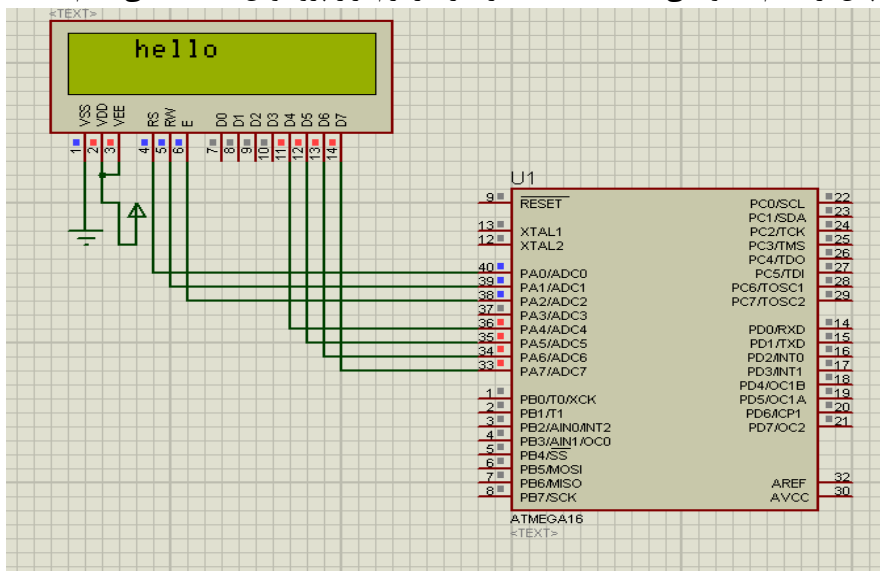 <TEXT>
hello
VSS VDD VEE RS RW E D0 D1 D2 D3 D4 D5 D6 D7
1 2 3 4 5 6 7 8 9 10 11 12 13 14
U1
9 RESET PC0/SCL 22
PC1/SDA 23
13 XTAL1 PC2/TCK 24
12 XTAL2 PC3/TMS 25
PC4/TDO 26
40 PA0/ADC0 PC5/TDI 27
39 PA1/ADC1 PC6/TOSC1 28
38 PA2/ADC2 PC7/TOSC2 29
37 PA3/ADC3
36 PA4/ADC4 PD0/RXD 14
35 PA5/ADC5 PD1/TXD 15
34 PA6/ADC6 PD2/INT0 16
33 PA7/ADC7 PD3/INT1 17
PD4/OC1B 18
1 PB0/T0/XCK PD5/OC1A 19
2 PB1/T1 PD6/ICP1 20
3 PB2/AIN0/INT2 PD7/OC2 21
4 PB3/AIN1/OC0
5 PB4/SS
6 PB5/MOSI
7 PB6/MISO AREF 32
8 PB7/SCK AVCC 30
ATMEGA16
<TEXT>